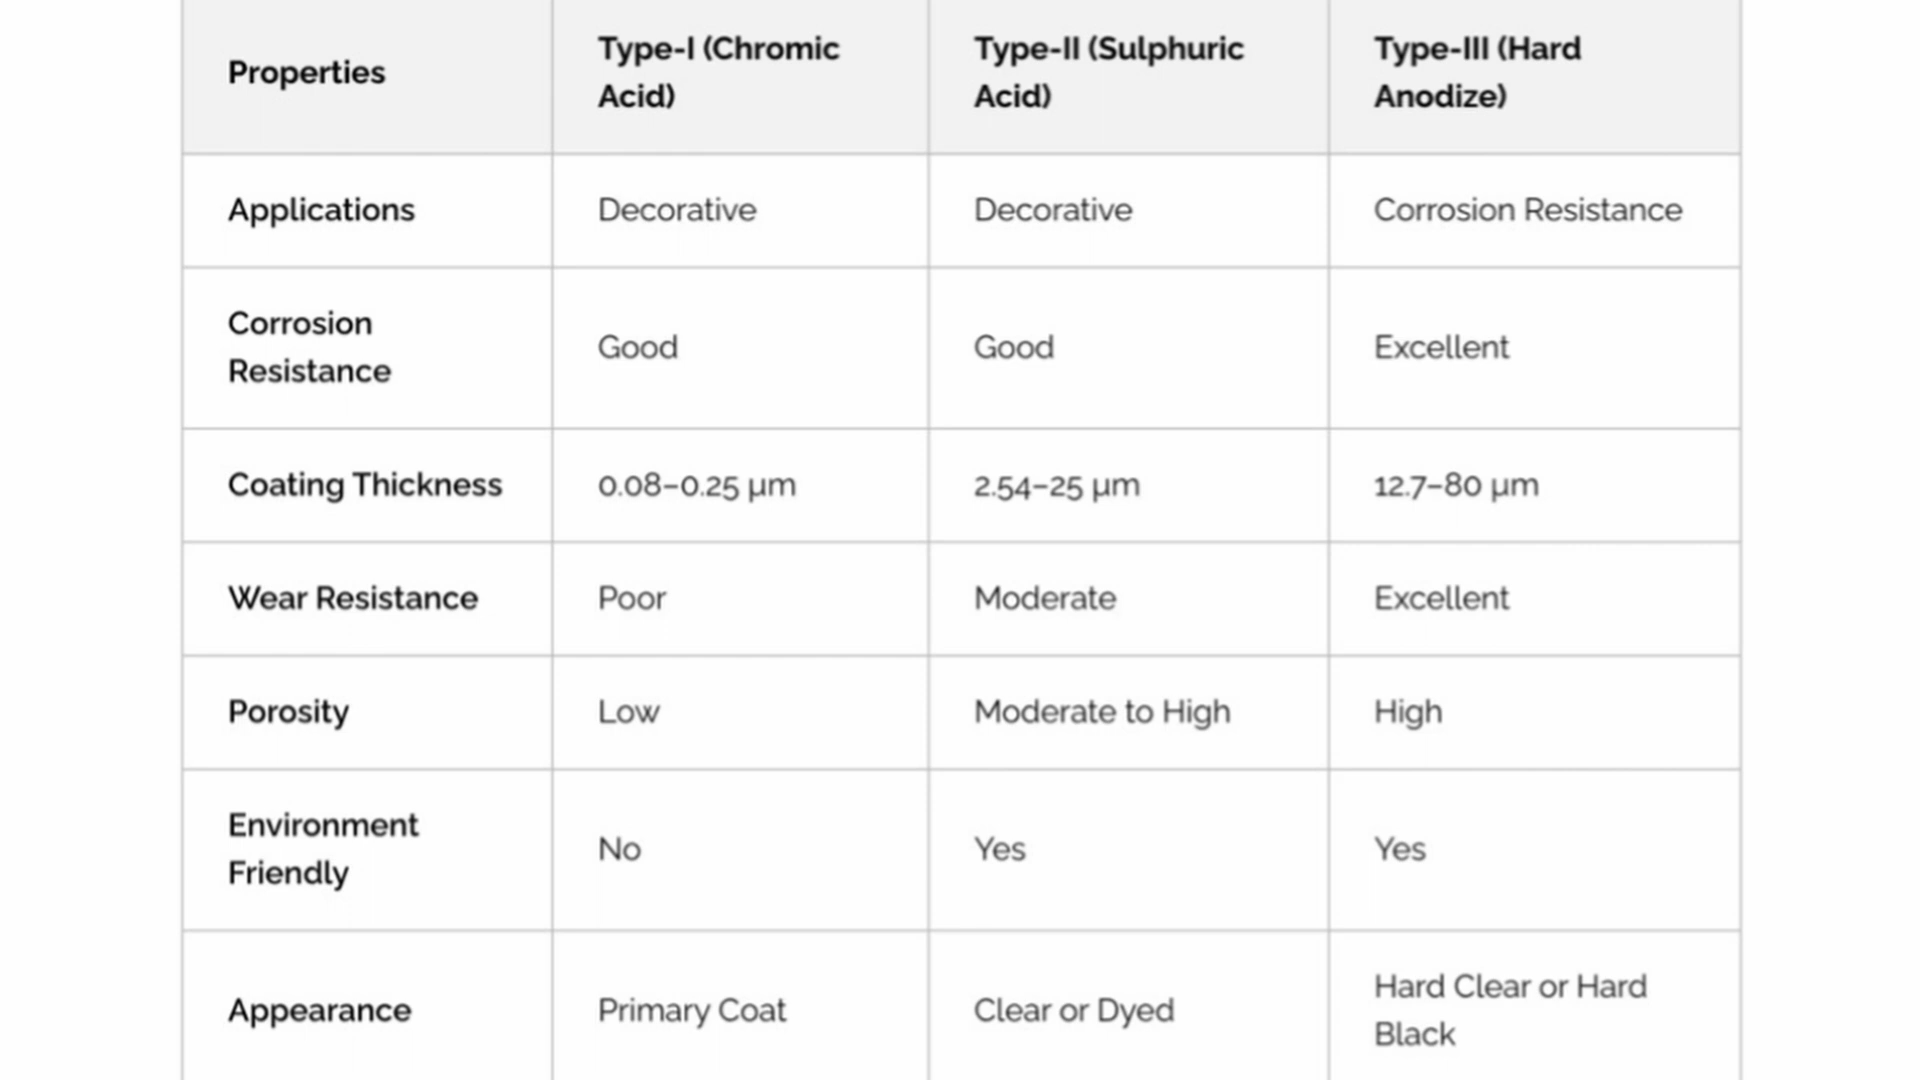 Properties
Type-I (Chromic
Acid)
Type-II (Sulphuric
Acid)
Type-III (Hard
Anodize)
Applications
Decorative
Decorative
Corrosion Resistance
Corrosion
Resistance
Good
Good
Excellent
Coating Thickness
0.08–0.25 μm
2.54–25 μm
12.7–80 μm
Wear Resistance
Poor
Moderate
Excellent
Porosity
Low
Moderate to High
High
Environment
Friendly
No
Yes
Yes
Appearance
Primary Coat
Clear or Dyed
Hard Clear or Hard
Black